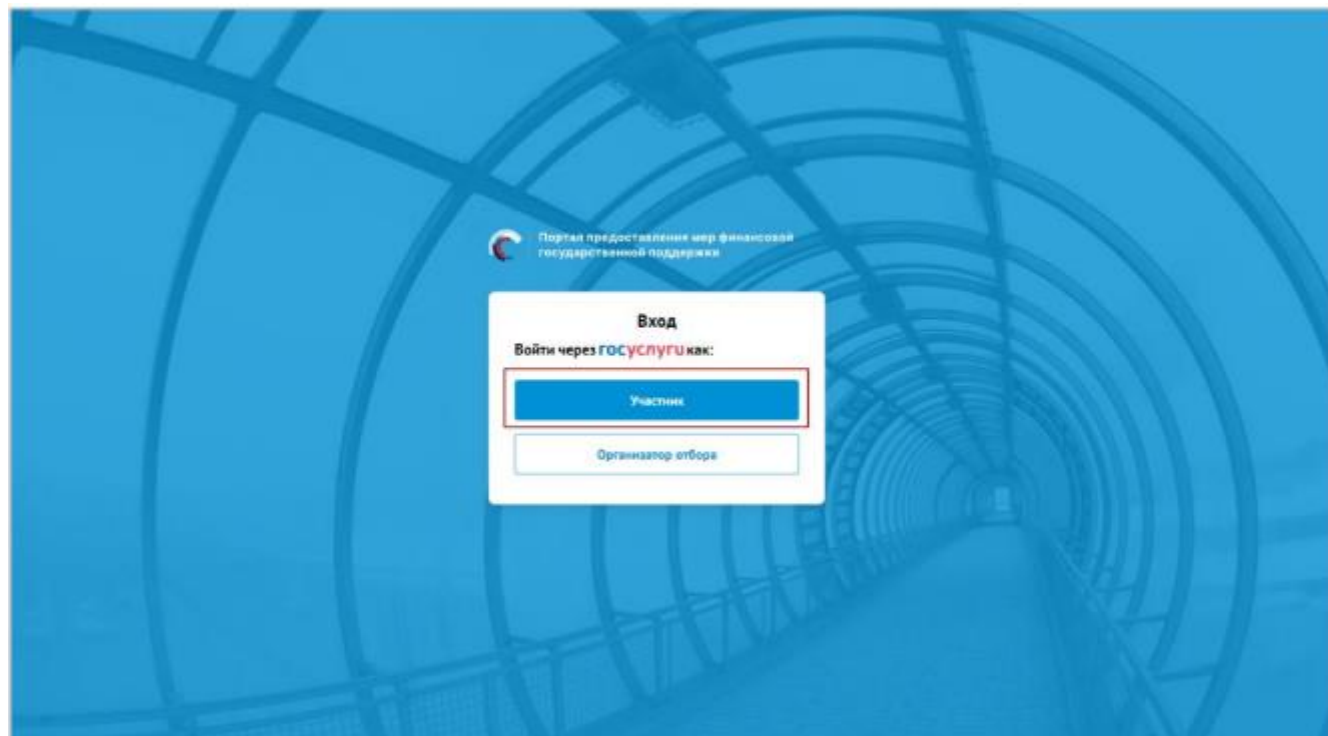 Портал предоставления мер финансовой
государственной поддержки
Вход
Войти через госуслуги как:
Участник
Организатор отбора